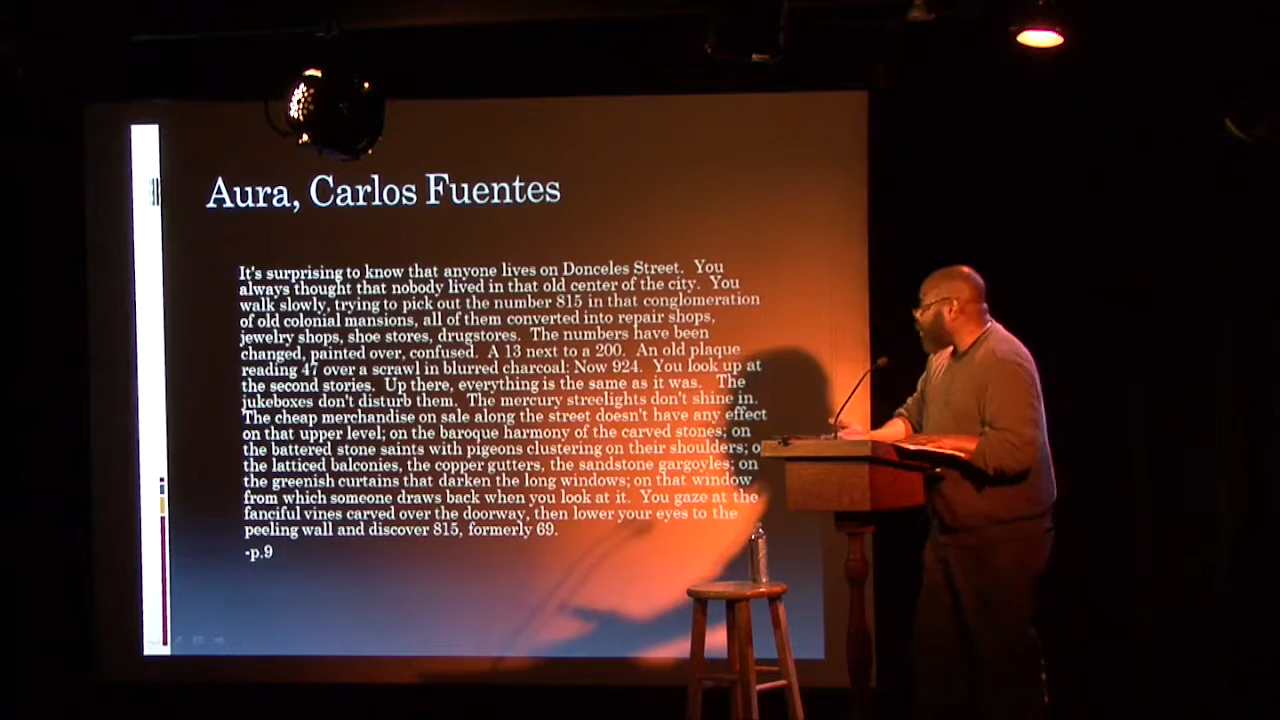 Aura, Carlos Fuentes
It's surprising to know that anyone lives on Donceles Street. You
always thought that nobody lived in that old center of the city. You
walk slowly, trying to pick out the number 815 in that conglomeration
of old colonial mansions, all of them converted into repair shops,
jewelry shops, shoe stores, drugstores. The numbers have been
changed, painted over, confused. A 13 next to a 200. An old plaque
reading 47 over a scrawl in blurred charcoal: Now 924. You look up at
the second stories. Up there, everything is the same as it was. The
jukeboxes don't disturb them. The mercury streelights don't shine in.
The cheap merchandise on sale along the street doesn't have any effect
on that upper level; on the baroque harmony of the carved stones; on
the battered stone saints with pigeons clustering on their shoulders; o
the latticed balconies, the copper gutters, the sandstone gargoyles; on
the greenish curtains that darken the long windows; on that window
from which someone draws back when you look at it. You gaze at the
fanciful vines carved over the doorway, then lower your eyes to the
peeling wall and discover 815, formerly 69.
-p.9